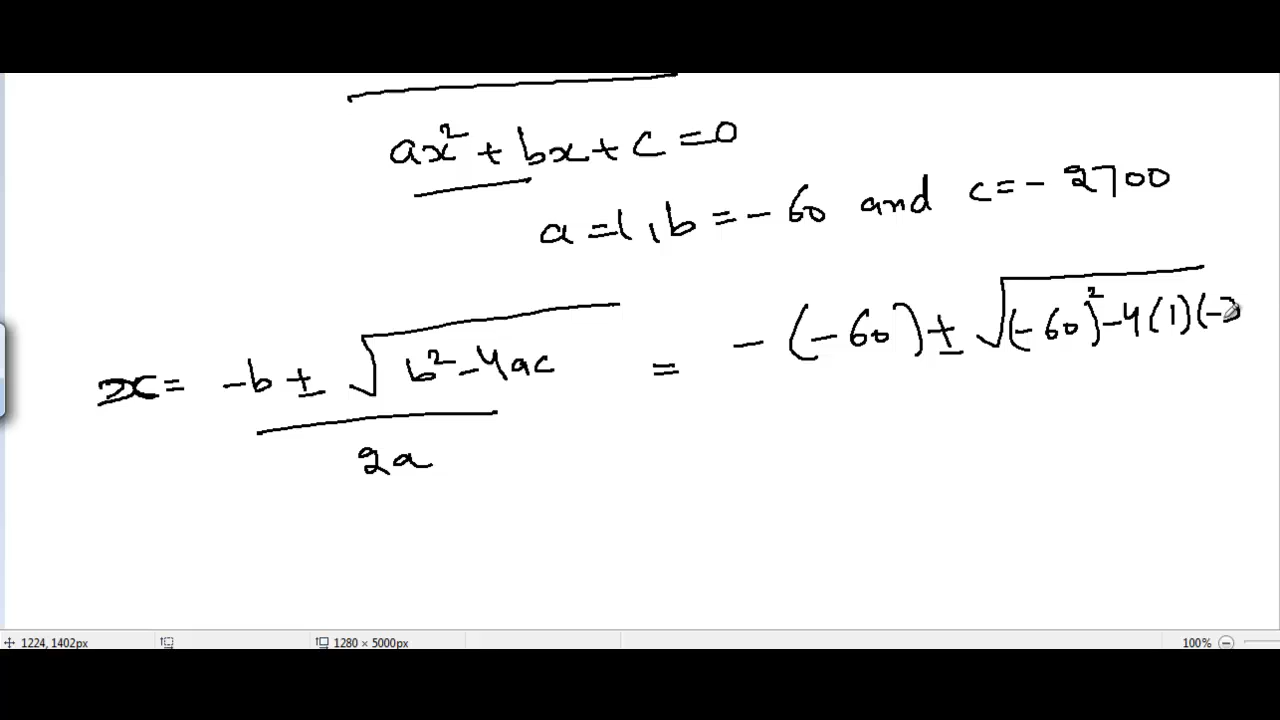 ax² + bx + c = 0
a = 1, b = - 60 and c = - 2700
x = -b ± √(b² - 4ac) / 2a = - (- 60) ± √((- 60)² - 4(1)(-2
1224, 1402px 1280 × 5000px 100%